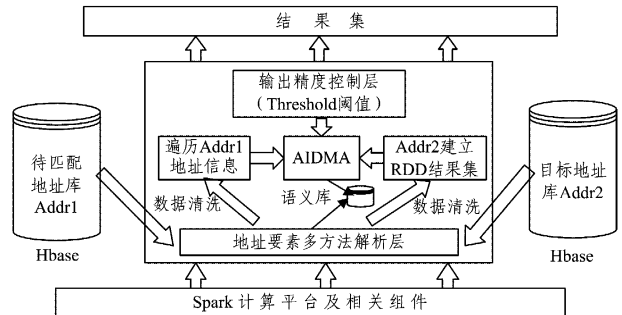 结 果 集
输出精度控制层
(Threshold阈值)
待匹配
地址库
Addr1
Hbase
遍历Addr1
地址信息
AIDMA
Addr2建立
RDD结果集
目标地址
库Addr2
Hbase
数据清洗
语义库
数据清洗
地址要素多方法解析层
Spark 计算平台及相关组件